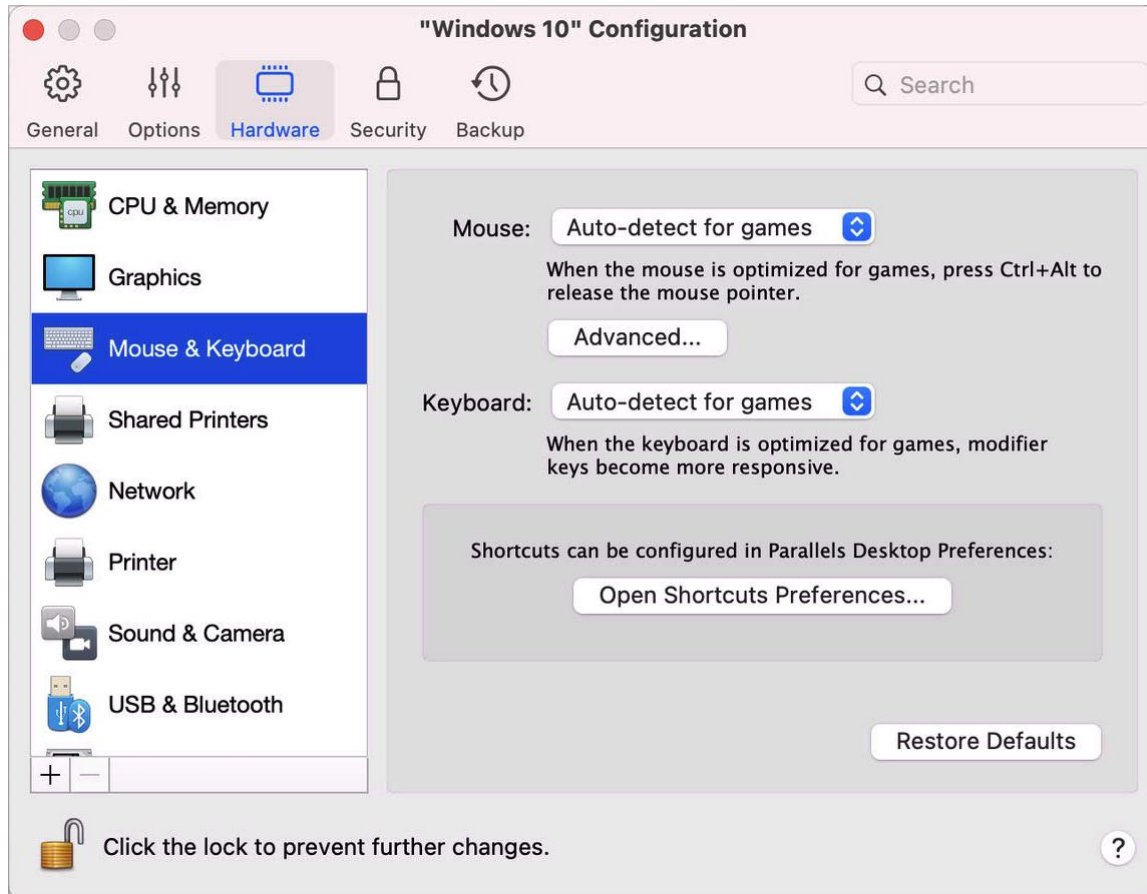 "Windows 10" Configuration
General
Options
Hardware
Security
Backup
Search
CPU & Memory
Graphics
Mouse & Keyboard
Shared Printers
Network
Printer
Sound & Camera
USB & Bluetooth
cpu
Mouse: Auto-detect for games
When the mouse is optimized for games, press Ctrl+Alt to
release the mouse pointer.
Advanced...
Keyboard: Auto-detect for games
When the keyboard is optimized for games, modifier
keys become more responsive.
Shortcuts can be configured in Parallels Desktop Preferences:
Open Shortcuts Preferences...
Restore Defaults
+ −
Click the lock to prevent further changes.
?